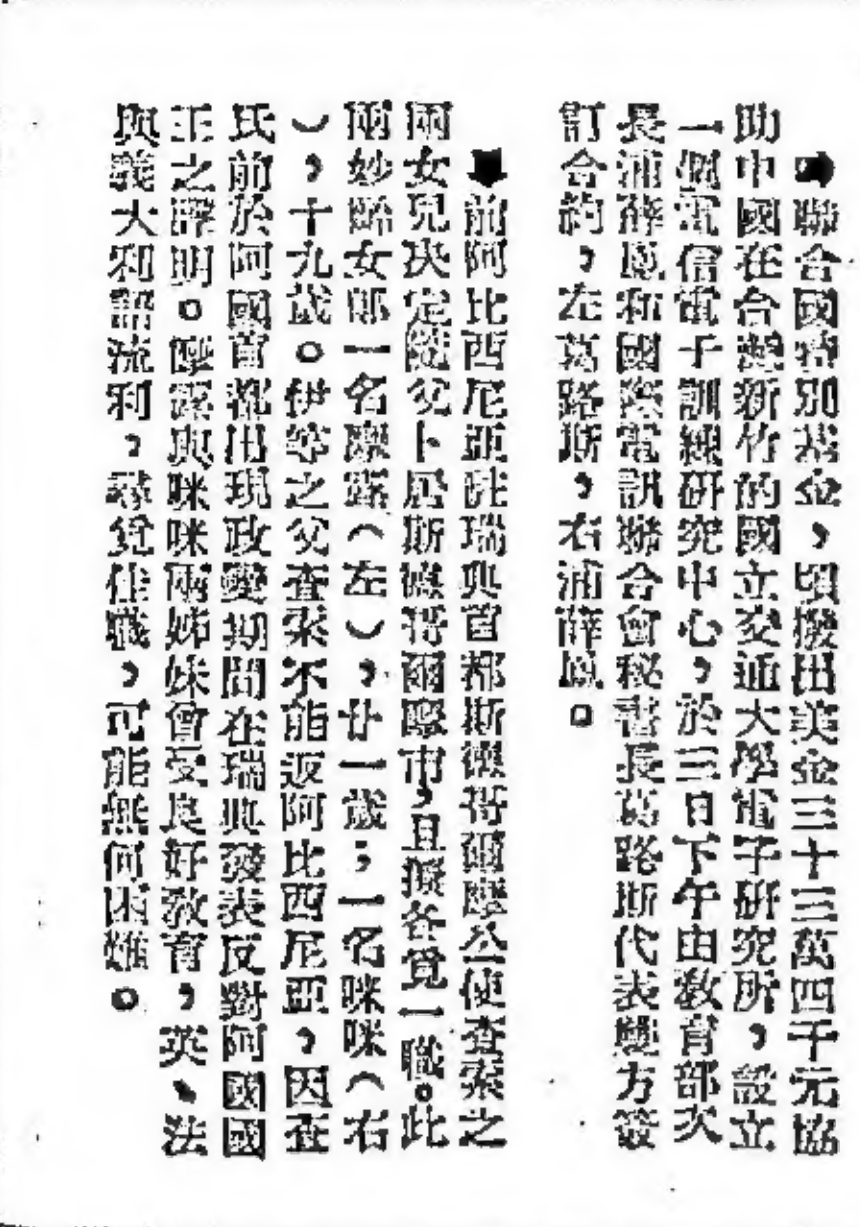 ➡聯合國特別基金,頃撥出美金三十三萬四千元協
助中國在台灣新竹的國立交通大學電子研究所,設立
一個電信電子訓練研究中心,於三日下午由教育部次
長浦薛鳳和國際電訊聯合會秘書長葛路斯代表雙方簽
訂合約,左葛路斯,右浦薛鳳。
⬇前阿比西尼亞駐瑞典首都斯德哥爾摩公使查索之
兩女兒決定隨父卜居斯德哥爾摩市,且擬各覓一職。此
兩妙齡女郎一名摩露(左),廿一歲;一名咪咪(右
),十九歲。伊等之父查索不能返阿比西尼亞,因查
氏前於阿國首都出現政變期間在瑞典發表反對阿國國
王之聲明。摩露與咪咪兩姊妹曾受良好教育,英、法
與義大利語流利,尋覓佳職,可能無何困難。